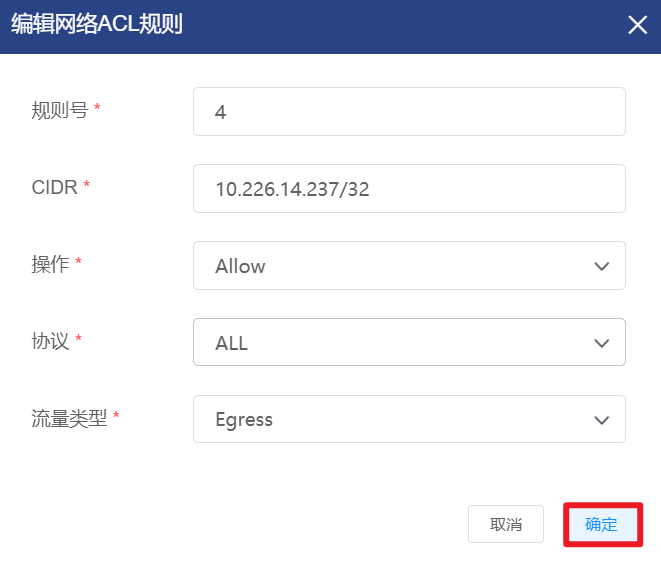 编辑网络ACL规则
规则号 * 4
CIDR * 10.226.14.237/32
操作 * Allow
协议 * ALL
流量类型 * Egress
取消 确定